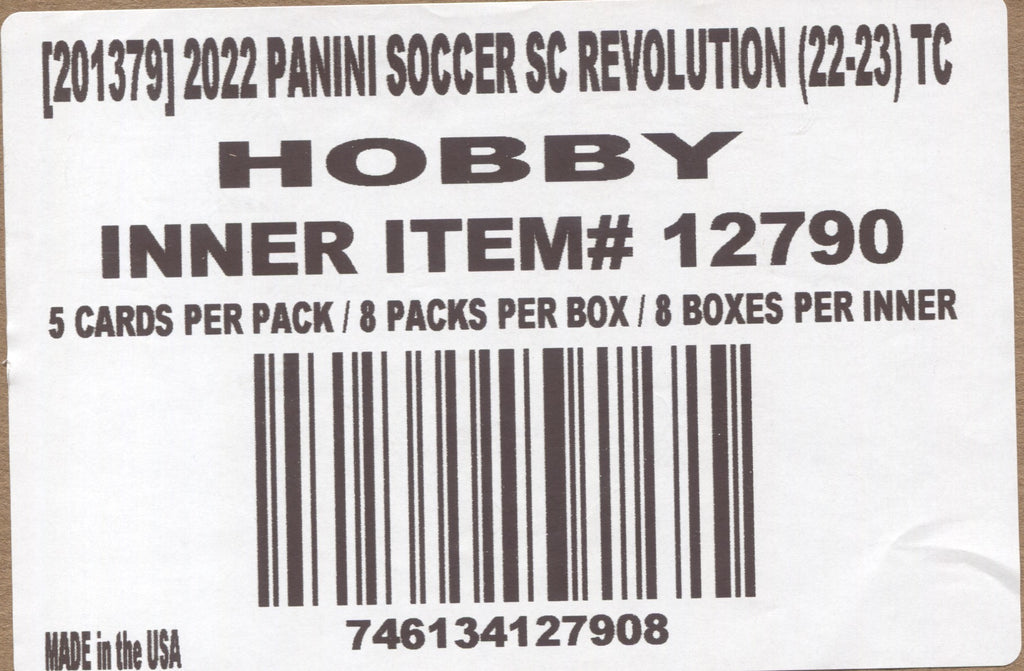 [201379] 2022 PANINI SOCCER SC REVOLUTION (22-23) TC
HOBBY
INNER ITEM# 12790
5 CARDS PER PACK / 8 PACKS PER BOX / 8 BOXES PER INNER
746134127908
MADE in the USA